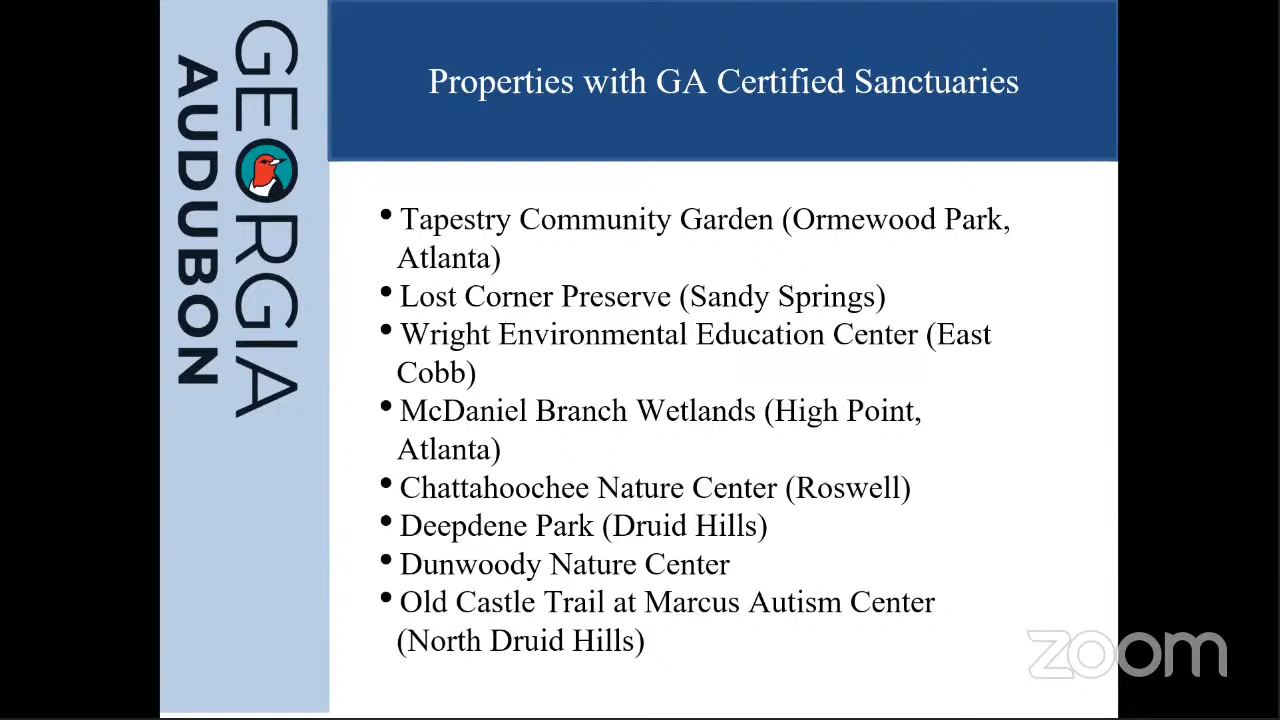 GEORGIA
AUDUBON
Properties with GA Certified Sanctuaries
• Tapestry Community Garden (Ormewood Park,
Atlanta)
• Lost Corner Preserve (Sandy Springs)
• Wright Environmental Education Center (East
Cobb)
• McDaniel Branch Wetlands (High Point,
Atlanta)
• Chattahoochee Nature Center (Roswell)
• Deepdene Park (Druid Hills)
• Dunwoody Nature Center
• Old Castle Trail at Marcus Autism Center
(North Druid Hills)
zoom